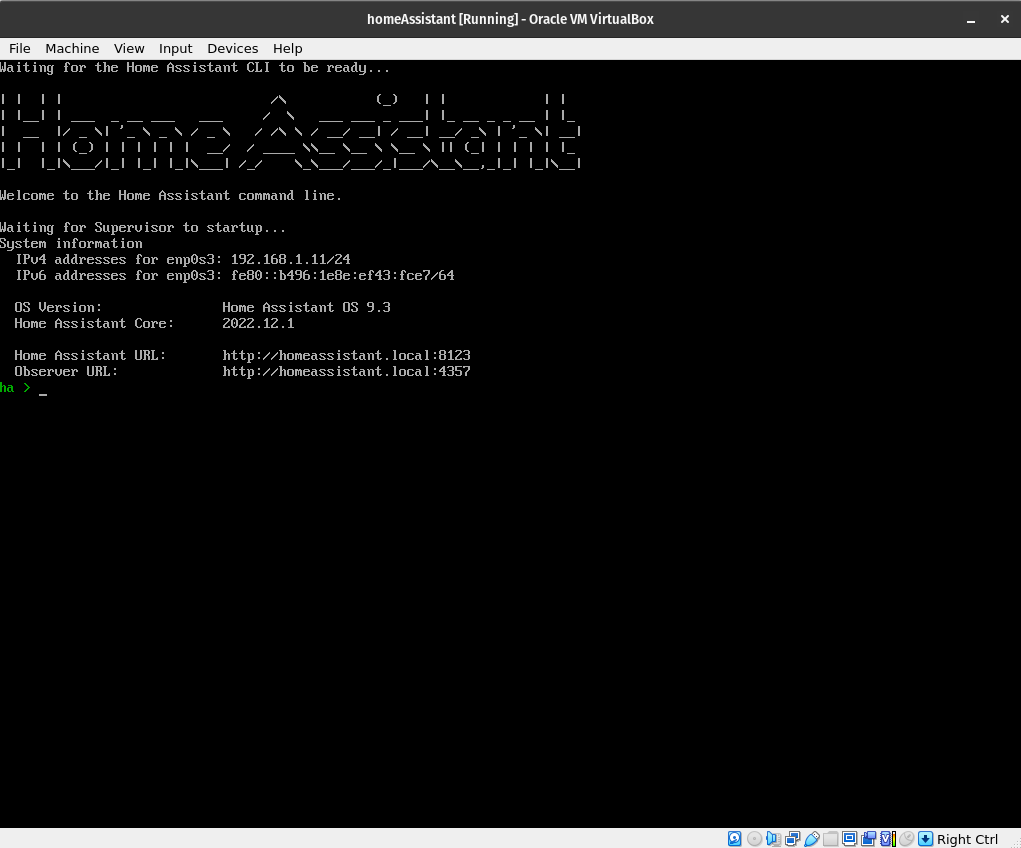 homeAssistant [Running] - Oracle VM VirtualBox
File Machine View Input Devices Help
Waiting for the Home Assistant CLI to be ready...
Home Assistant
Welcome to the Home Assistant command line.
Waiting for Supervisor to startup...
System information
IPv4 addresses for enp0s3: 192.168.1.11/24
IPv6 addresses for enp0s3: fe80::b496:1e8e:ef43:fce7/64
OS Version: Home Assistant OS 9.3
Home Assistant Core: 2022.12.1
Home Assistant URL: http://homeassistant.local:8123
Observer URL: http://homeassistant.local:4357
ha > _
Right Ctrl